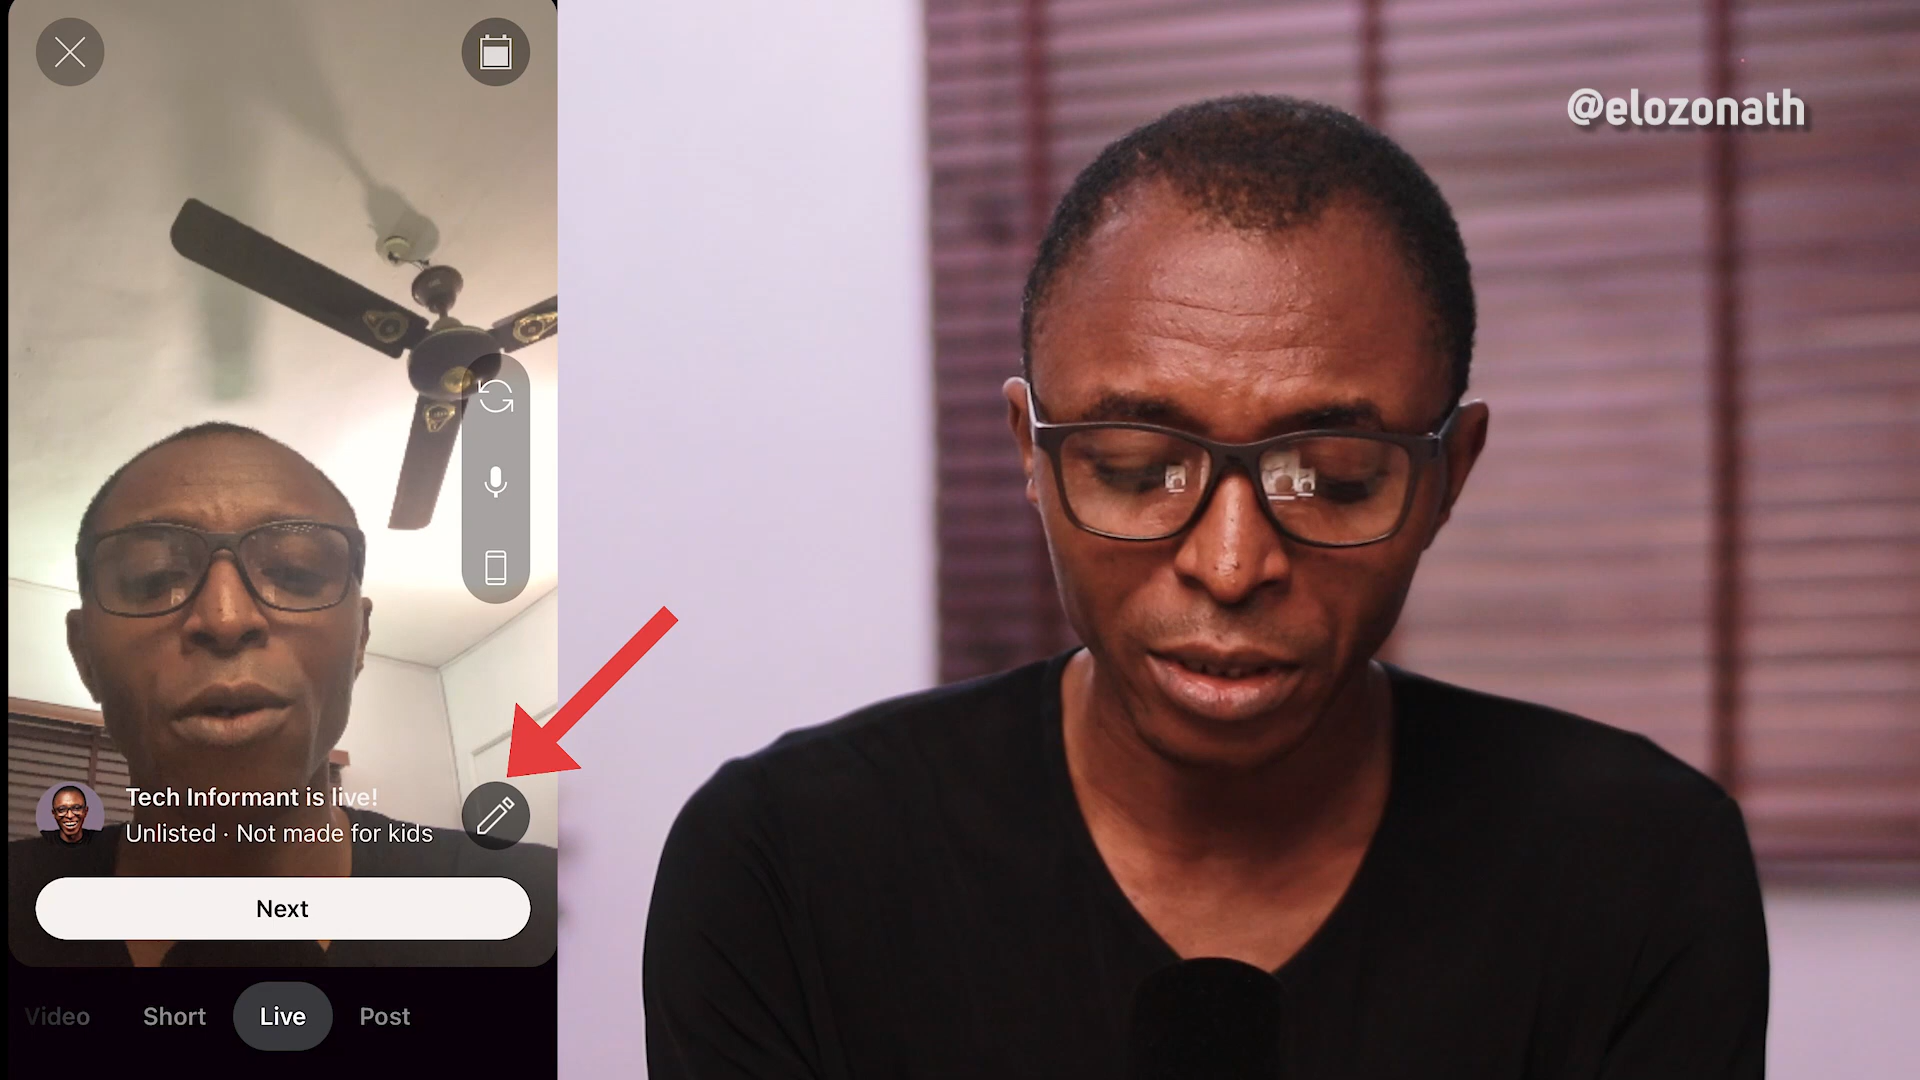 @elozonath
Tech Informant is live!
Unlisted · Not made for kids
Next
Video
Short
Live
Post